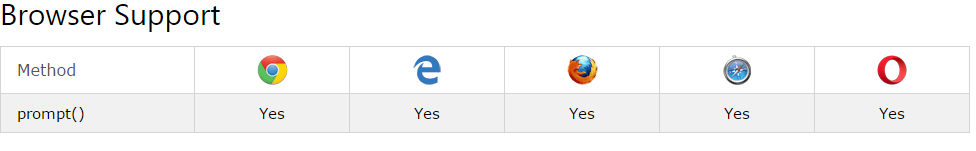 Browser Support
Method
prompt() Yes Yes Yes Yes Yes